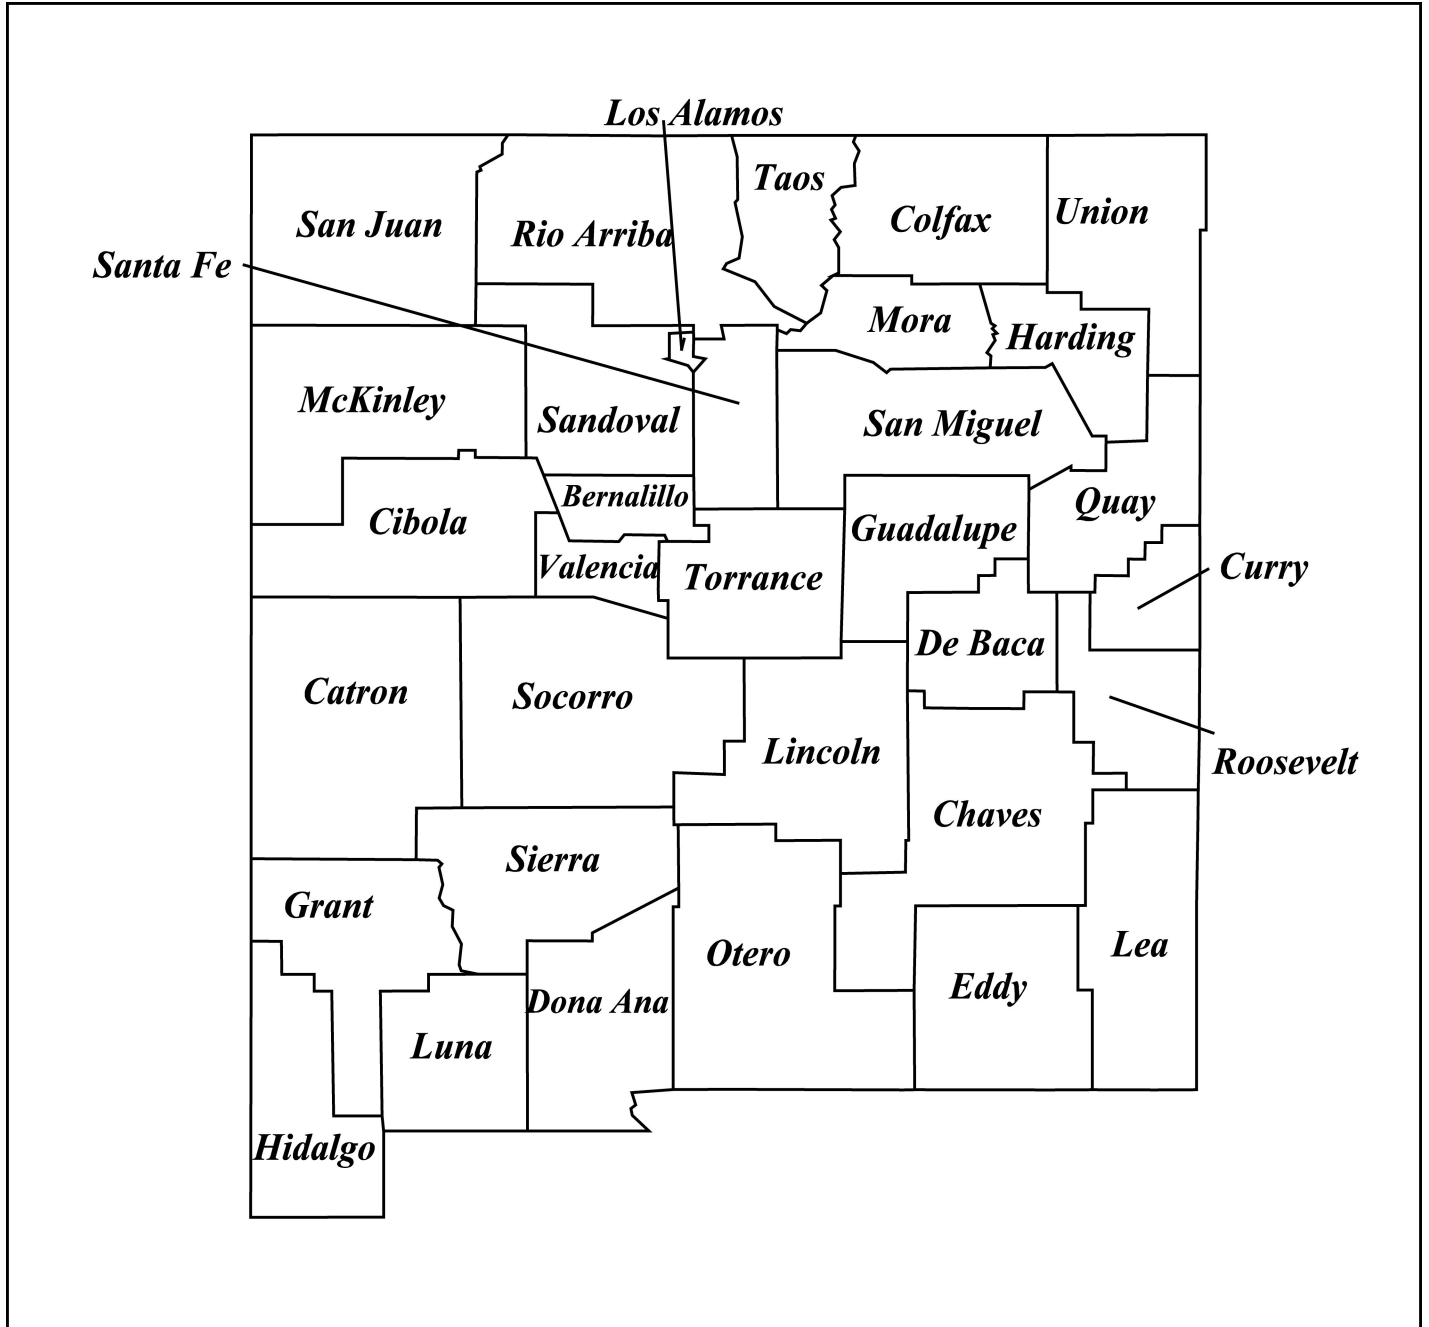 Los Alamos
Taos
Union
Colfax
San Juan
Rio Arriba
Santa Fe
Mora
Harding
McKinley
Sandoval
San Miguel
Bernalillo
Quay
Cibola
Guadalupe
Valencia
Curry
Torrance
De Baca
Catron
Socorro
Lincoln
Roosevelt
Chaves
Sierra
Grant
Lea
Otero
Eddy
Dona Ana
Luna
Hidalgo